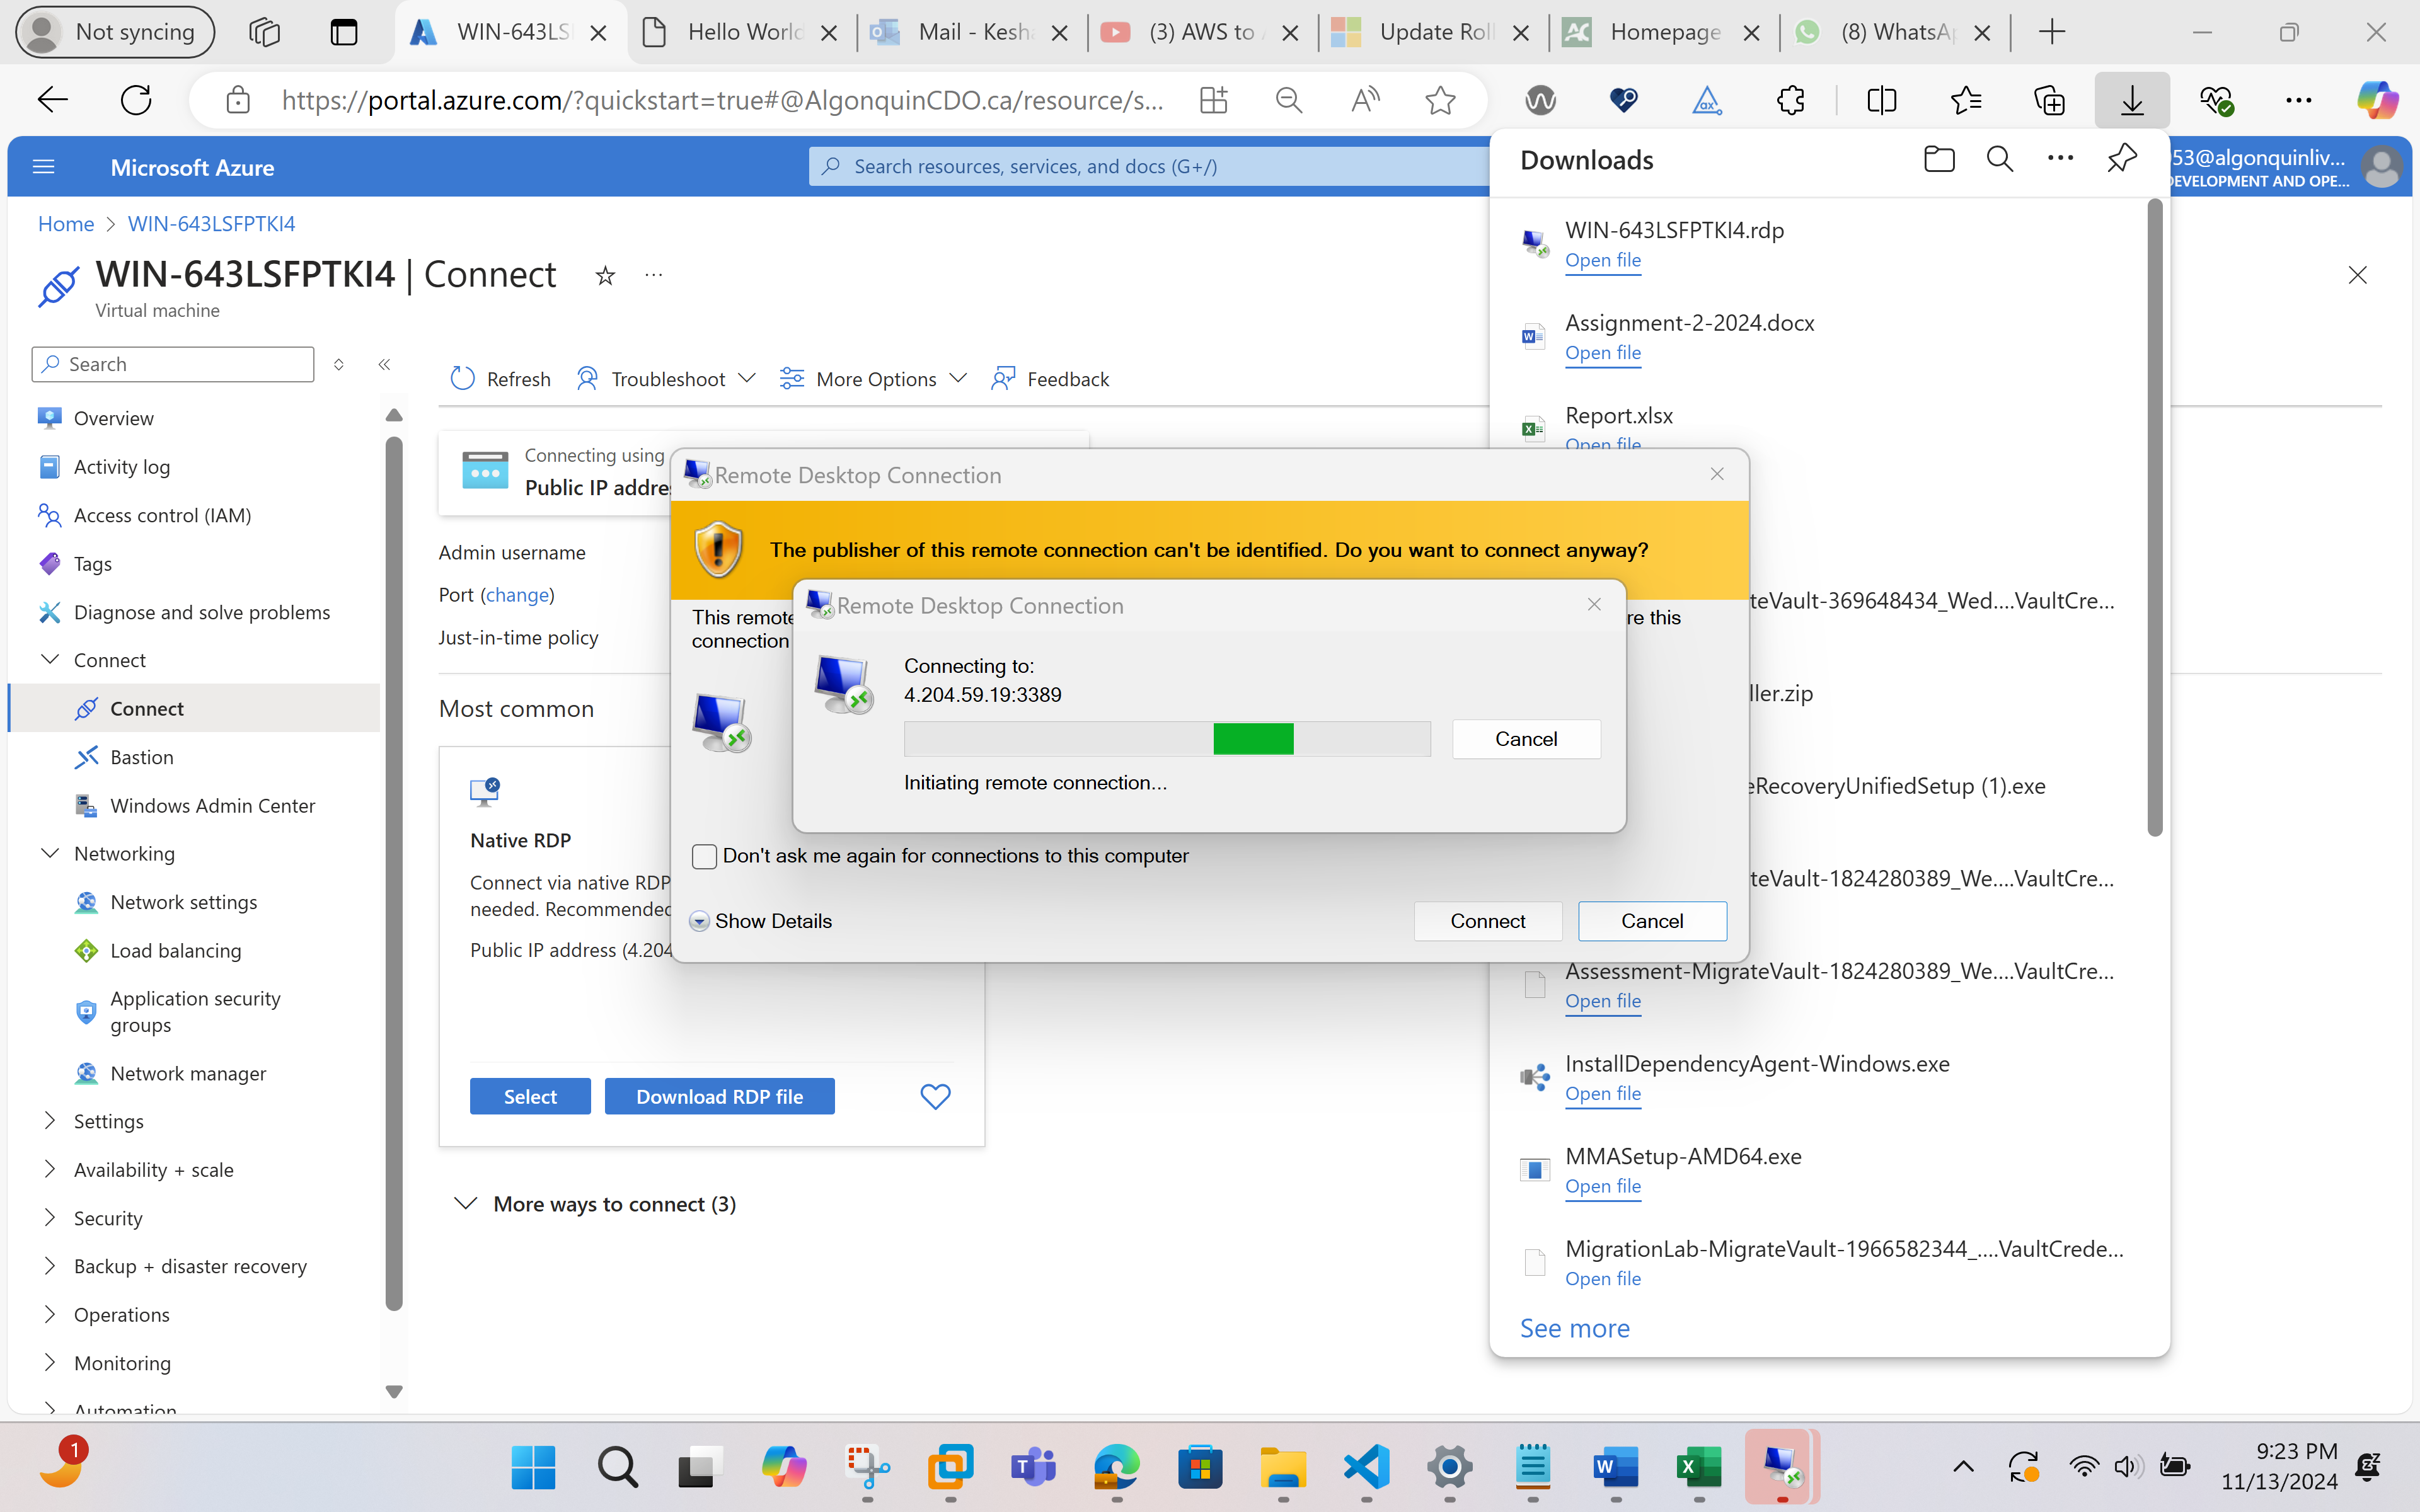 Not syncing
WIN-643LSF
Hello World
Mail - Kesha
(3) AWS to A
Update Roll
Homepage
(8) WhatsAp
https://portal.azure.com/?quickstart=true#@AlgonquinCDO.ca/resource/s...
Microsoft Azure
Search resources, services, and docs (G+/)
53@algonquinliv...
DEVELOPMENT AND OPE...
Home > WIN-643LSFPTKI4
WIN-643LSFPTKI4 | Connect
Virtual machine
Search
Overview
Activity log
Access control (IAM)
Tags
Diagnose and solve problems
Connect
Connect
Bastion
Windows Admin Center
Networking
Network settings
Load balancing
Application security
groups
Network manager
Settings
Availability + scale
Security
Backup + disaster recovery
Operations
Monitoring
Automation
Refresh
Troubleshoot
More Options
Feedback
Connecting using
Public IP addre
Admin username
Port (change)
Just-in-time policy
Most common
Native RDP
Connect via native RDP
needed. Recommended
Public IP address (4.204
Select
Download RDP file
More ways to connect (3)
Remote Desktop Connection
The publisher of this remote connection can't be identified. Do you want to connect anyway?
This remote
re this
connection
Remote Desktop Connection
Connecting to:
4.204.59.19:3389
Cancel
Initiating remote connection...
Don't ask me again for connections to this computer
Show Details
Connect
Cancel
Downloads
WIN-643LSFPTKI4.rdp
Open file
Assignment-2-2024.docx
Open file
Report.xlsx
Open file
teVault-369648434_Wed....VaultCre...
ller.zip
eRecoveryUnifiedSetup (1).exe
teVault-1824280389_We....VaultCre...
Assessment-MigrateVault-1824280389_We....VaultCre...
Open file
InstallDependencyAgent-Windows.exe
Open file
MMASetup-AMD64.exe
Open file
MigrationLab-MigrateVault-1966582344_....VaultCrede...
Open file
See more
1
9:23 PM
11/13/2024